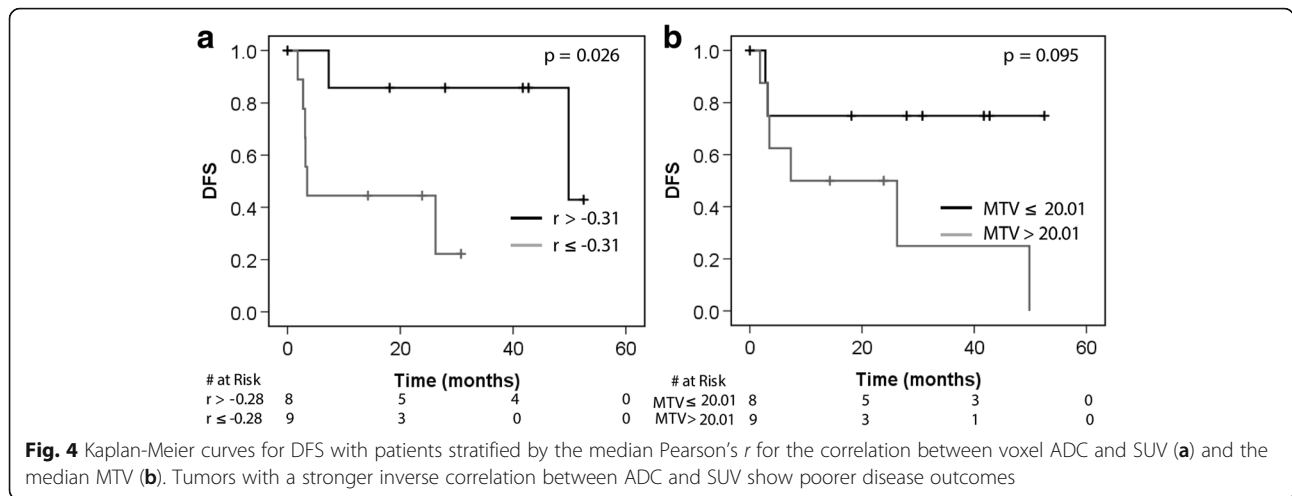 a
p = 0.026
1.0
0.8
0.6
0.4
0.2
0.0
DFS
r > -0.31
r ≤ -0.31
0 20 40 60
Time (months)
# at Risk
r > -0.28 8 5 4 0
r ≤ -0.28 9 3 0 0
b
p = 0.095
1.0
0.8
0.6
0.4
0.2
0.0
DFS
MTV ≤ 20.01
MTV > 20.01
0 20 40 60
Time (months)
# at Risk
MTV ≤ 20.01 8 5 3 0
MTV > 20.01 9 3 1 0
Fig. 4 Kaplan-Meier curves for DFS with patients stratified by the median Pearson's r for the correlation between voxel ADC and SUV (a) and the
median MTV (b). Tumors with a stronger inverse correlation between ADC and SUV show poorer disease outcomes